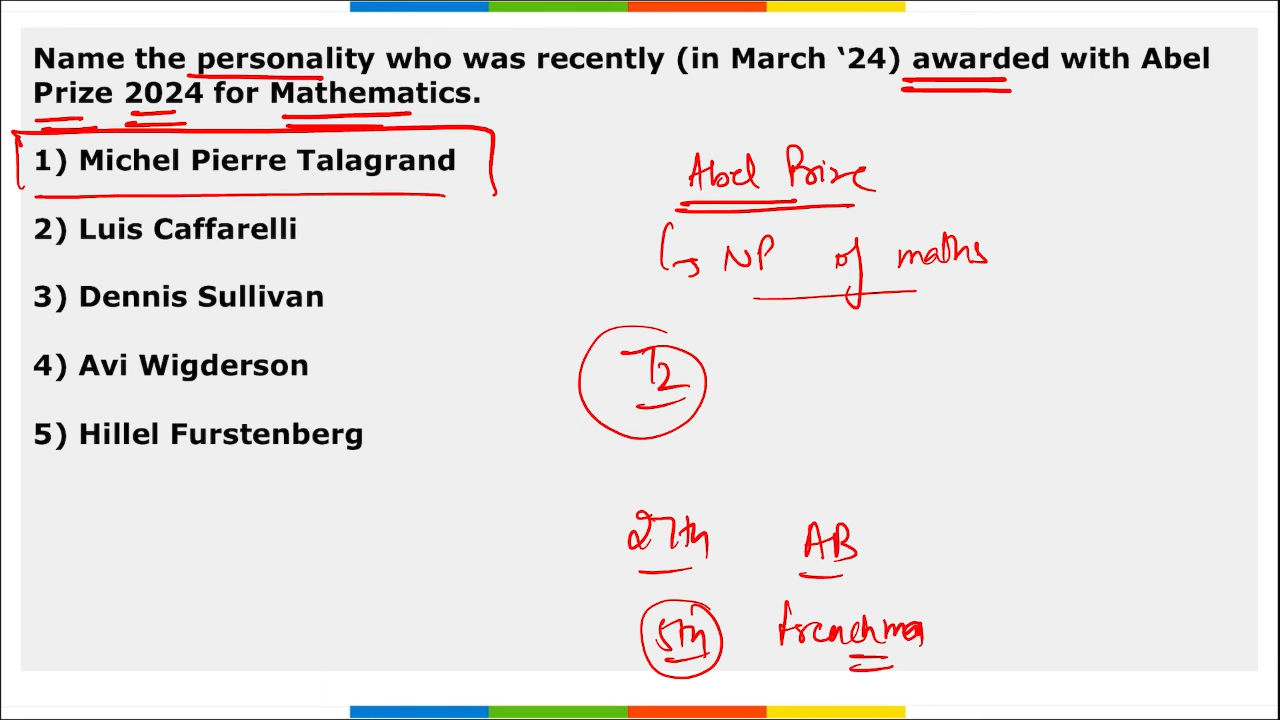 Name the personality who was recently (in March ‘24) awarded with Abel
Prize 2024 for Mathematics.
1) Michel Pierre Talagrand
2) Luis Caffarelli
3) Dennis Sullivan
4) Avi Wigderson
5) Hillel Furstenberg
Abel Prize
NP of maths
T2
27th AB
5th frenchma